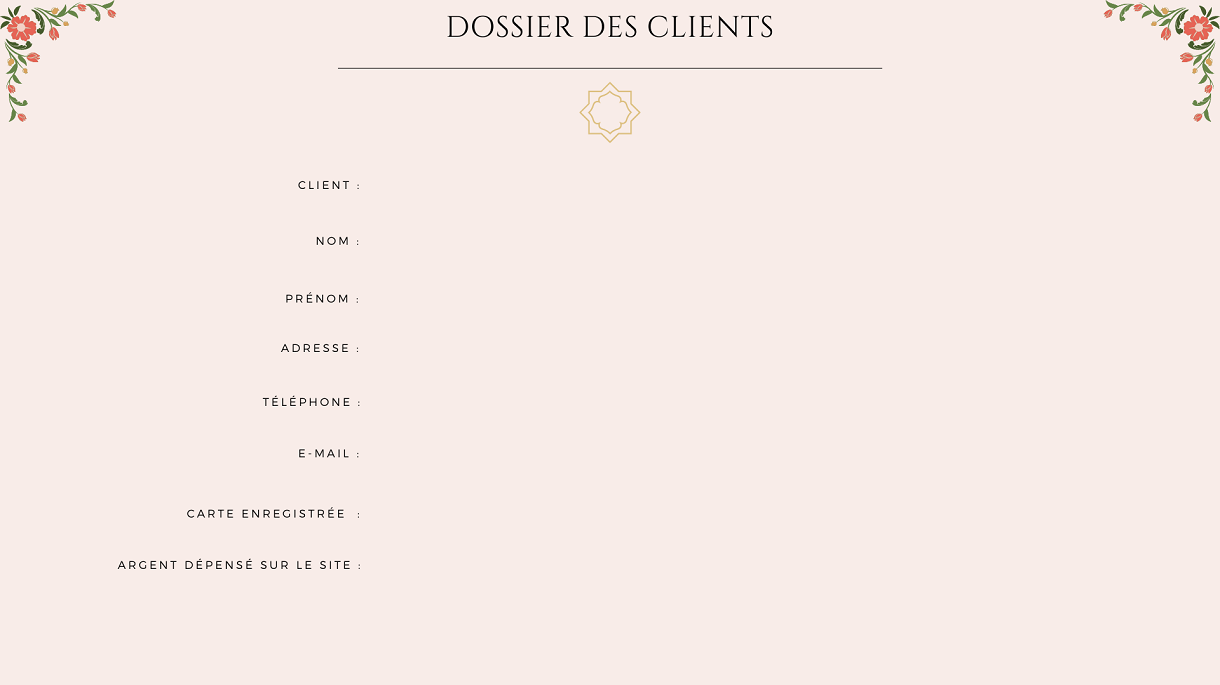 DOSSIER DES CLIENTS
CLIENT :
NOM :
PRÉNOM :
ADRESSE :
TÉLÉPHONE :
E-MAIL :
CARTE ENREGISTRÉE :
ARGENT DÉPENSÉ SUR LE SITE :